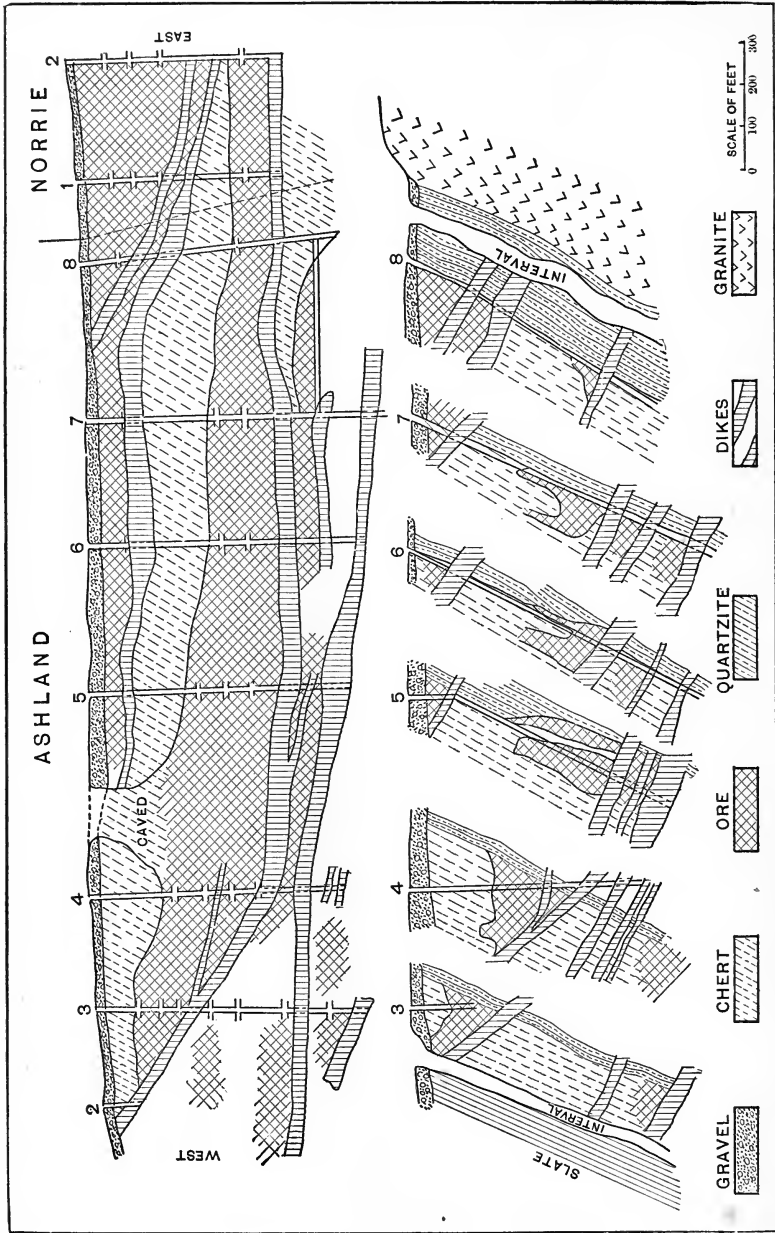 ASHLAND
NORRIE
2
3
4
5
6
7
8
1
2
CAVED
WEST
EAST
3
4
5
6
7
8
SLATE
INTERVAL
INTERVAL
GRAVEL
CHERT
ORE
QUARTZITE
DIKES
GRANITE
SCALE OF FEET
0 100 200 300